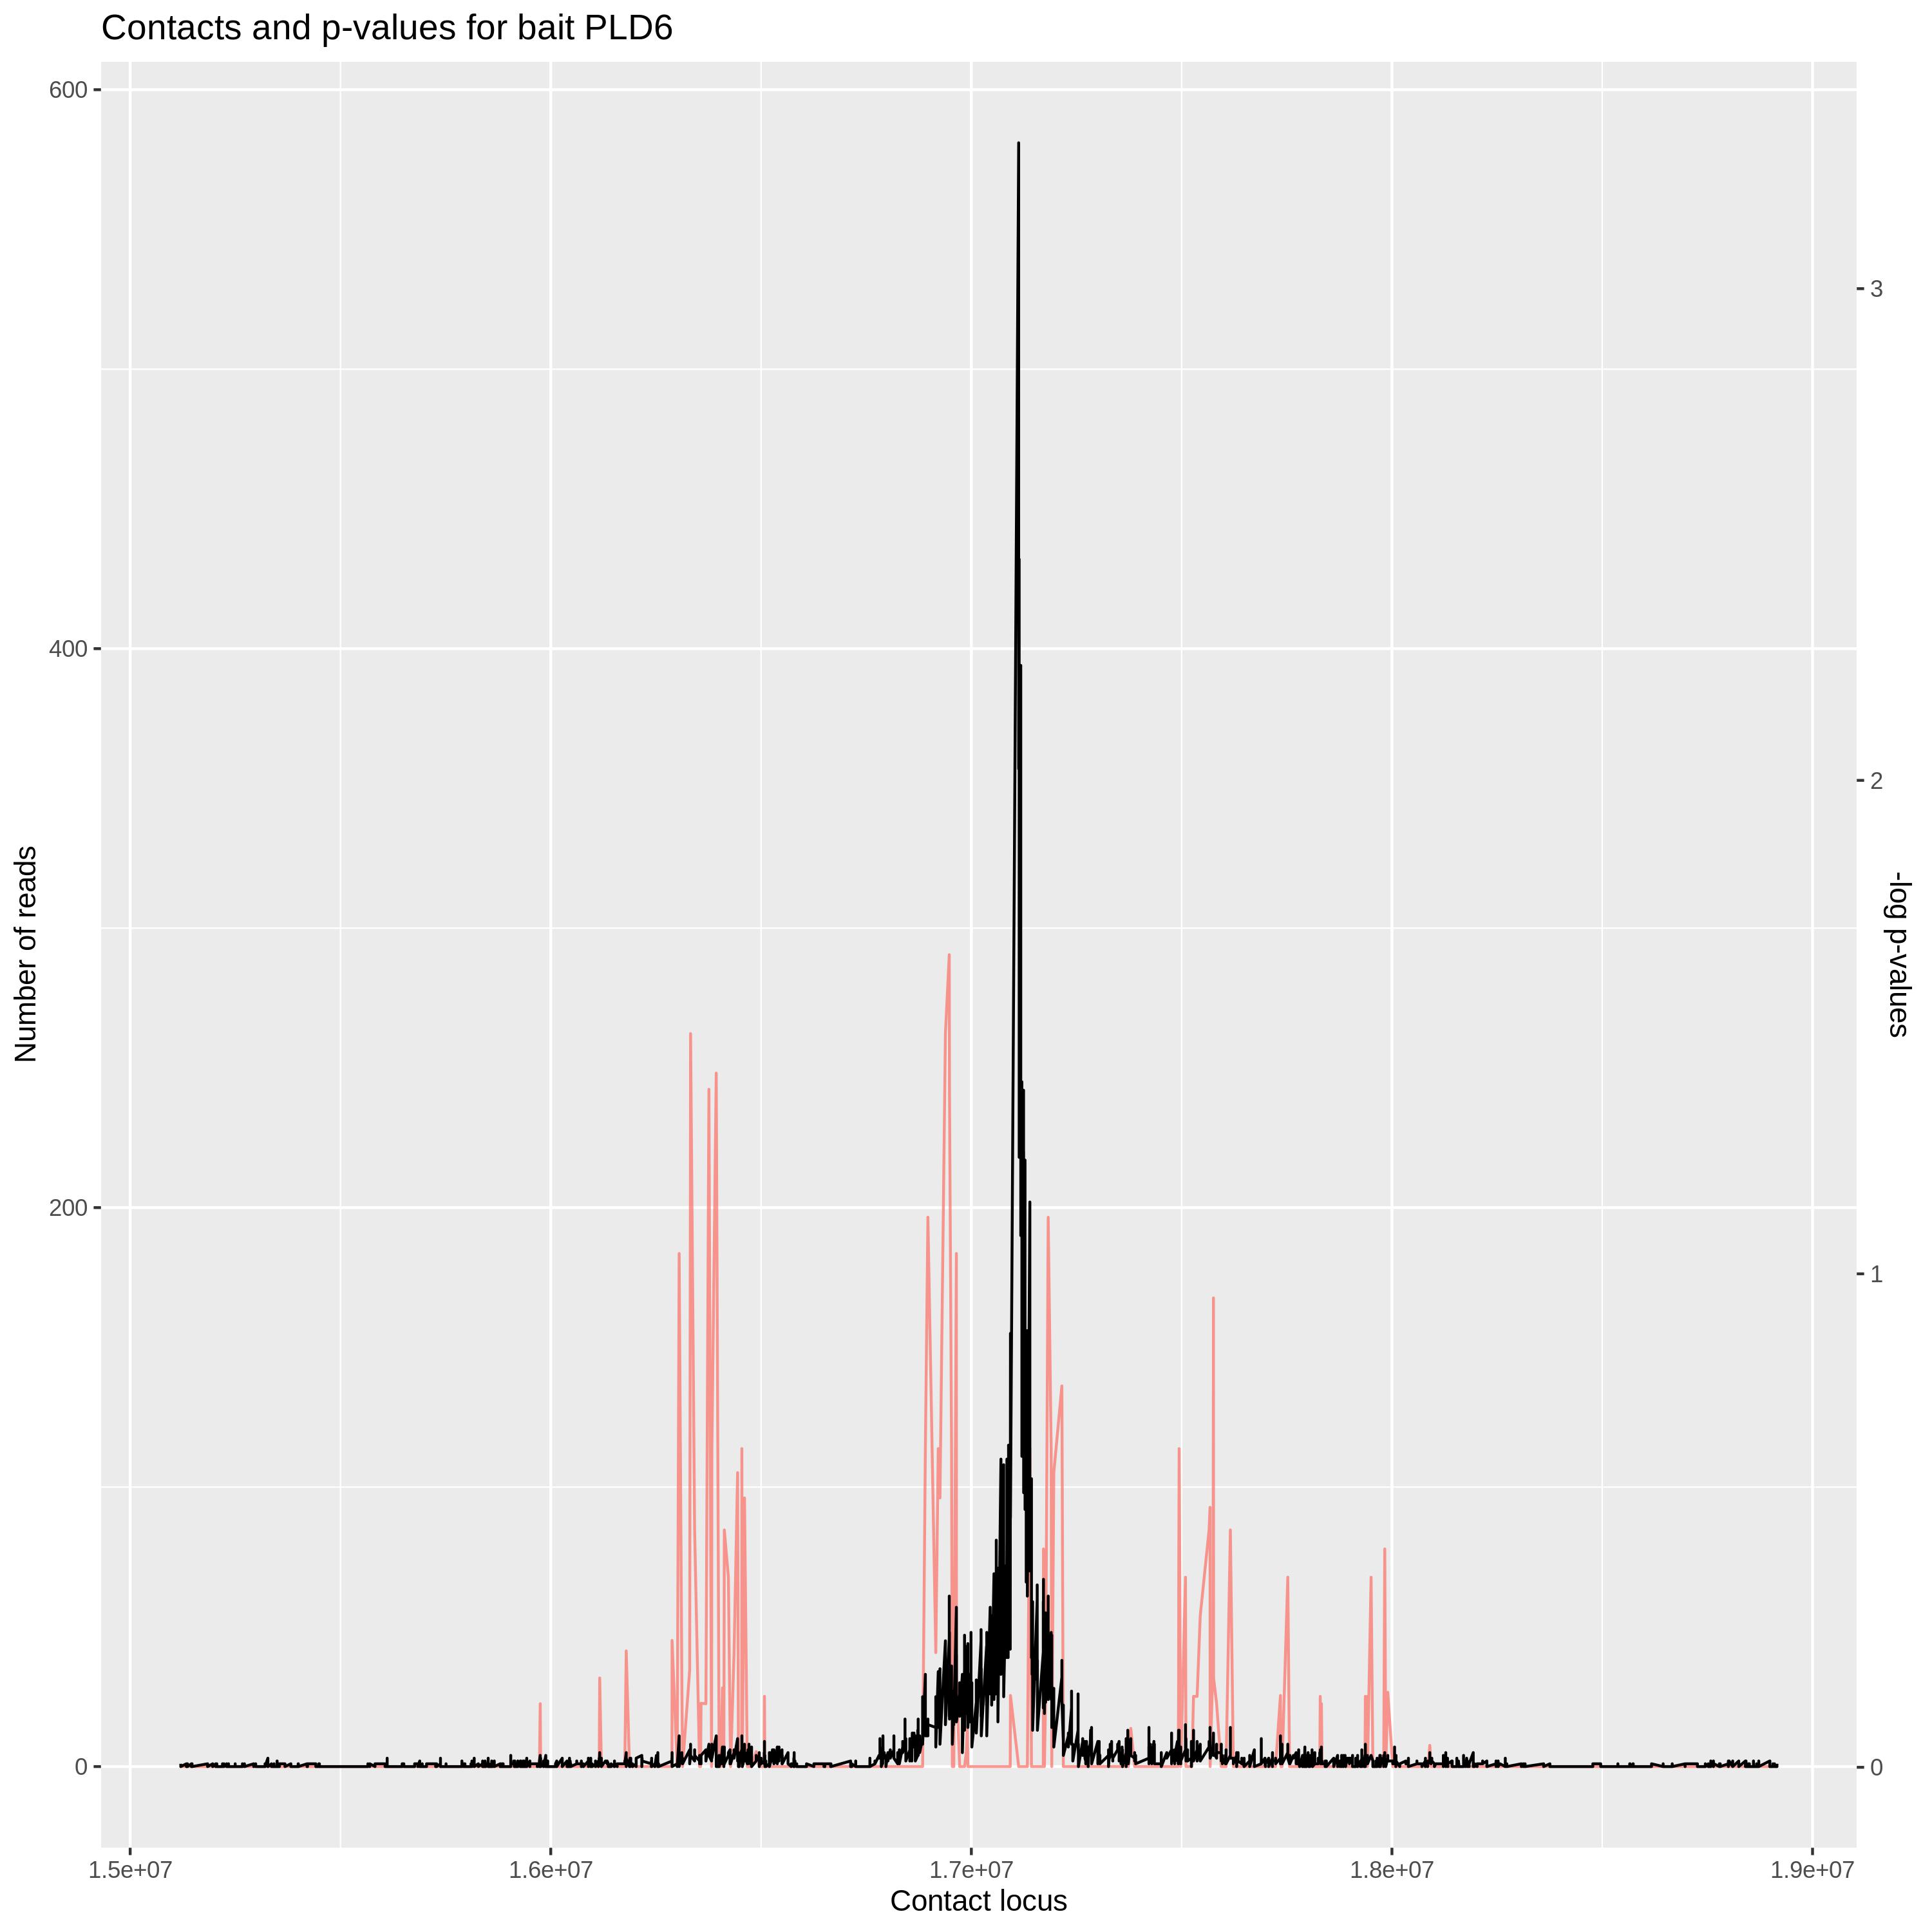 Contacts and p-values for bait PLD6
600
400
200
0
Number of reads
3
2
1
0
-log p-values
1.5e+07
1.6e+07
1.7e+07
1.8e+07
1.9e+07
Contact locus